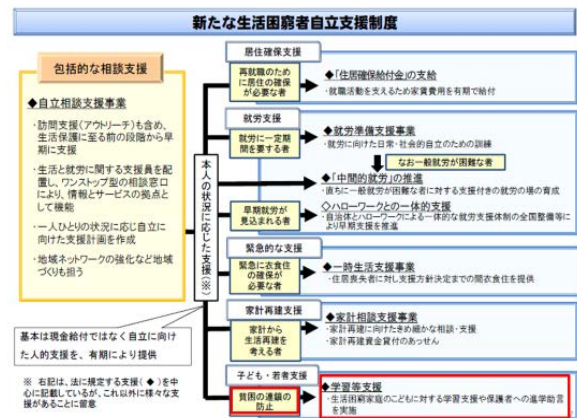 新たな生活困窮者自立支援制度
包括的な相談支援
◆自立相談支援事業
・訪問支援(アウトリーチ)も含め、
生活保護に至る前の段階から早
期に支援
・生活と就労に関する支援員を配
置し、ワンストップ型の相談窓口
により、情報とサービスの拠点と
して機能
・一人ひとりの状況に応じ自立に
向けた支援計画を作成
・地域ネットワークの強化など地域
づくりも担う
基本は現金給付ではなく自立に向け
た人的支援を、有期により提供
※ 右記は、法に規定する支援(◆)を中
心に記載しているが、これ以外に様々な支
援があることに留意
本人の状況に応じた支援(※)
居住確保支援
再就職のため
に居住の確保
が必要な者
◆「住居確保給付金」の支給
・就職活動を支えるため家賃費用を有期で給付
就労支援
就労に一定期
間を要する者
◆就労準備支援事業
・就労に向けた日常・社会的自立のための訓練
なお一般就労が困難な者
◆「中間的就労」の推進
・直ちに一般就労が困難な者に対する支援付きの就労の場の育成
早期就労が
見込まれる者
◇ハローワークとの一体的支援
・自治体とハローワークによる一体的な就労支援体制の全国整備等に
より早期支援を推進
緊急的な支援
緊急に衣食住
の確保が
必要な者
◆一時生活支援事業
・住居喪失者に対し支援方針決定までの間衣食住を提供
家計再建支援
家計から
生活再建を
考える者
◆家計相談支援事業
・家計再建に向けたきめ細かな相談・支援
・家計再建資金貸付のあっせん
子ども・若者支援
貧困の連鎖の
防止
◆学習等支援
・生活困窮家庭のこどもに対する学習支援や保護者への進学助言
を実施